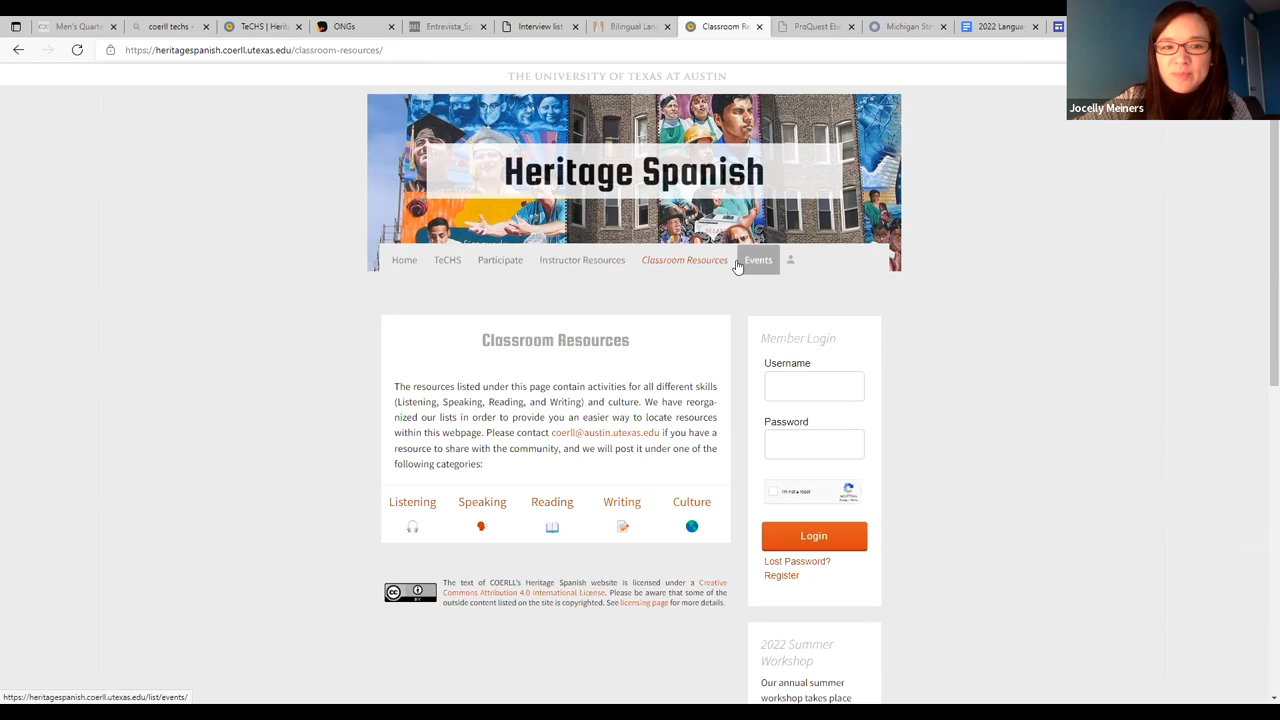 Men's Quart
coerll techs -
TeCHS | Herit
ONGs
Entrevista_Sp
Interview list
Bilingual Lan
Classroom Re
ProQuest Ebo
Michigan Sta
2022 Langua
https://heritagespanish.coerll.utexas.edu/classroom-resources/
Jocelly Meiners
THE UNIVERSITY OF TEXAS AT AUSTIN
Heritage Spanish
Home
TeCHS
Participate
Instructor Resources
Classroom Resources
Events
Classroom Resources
The resources listed under this page contain activities for all different skills
(Listening, Speaking, Reading, and Writing) and culture. We have reorga-
nized our lists in order to provide you an easier way to locate resources
within this webpage. Please contact coerll@austin.utexas.edu if you have a
resource to share with the community, and we will post it under one of the
following categories:
Listening
Speaking
Reading
Writing
Culture
The text of COERLL's Heritage Spanish website is licensed under a Creative
Commons Attribution 4.0 International License. Please be aware that some of the
outside content listed on the site is copyrighted. See licensing page for more details.
Member Login
Username
Password
I'm not a robot
Login
Lost Password?
Register
2022 Summer
Workshop
Our annual summer
workshop takes place
https://heritagespanish.coerll.utexas.edu/list/events/